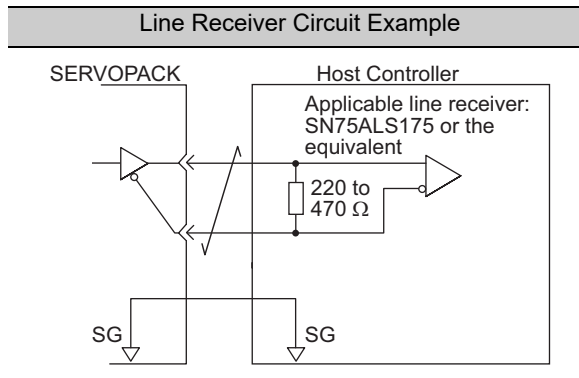 Line Receiver Circuit Example
SERVOPACK
Host Controller
Applicable line receiver:
SN75ALS175 or the
equivalent
220 to
470 Ω
SG
SG